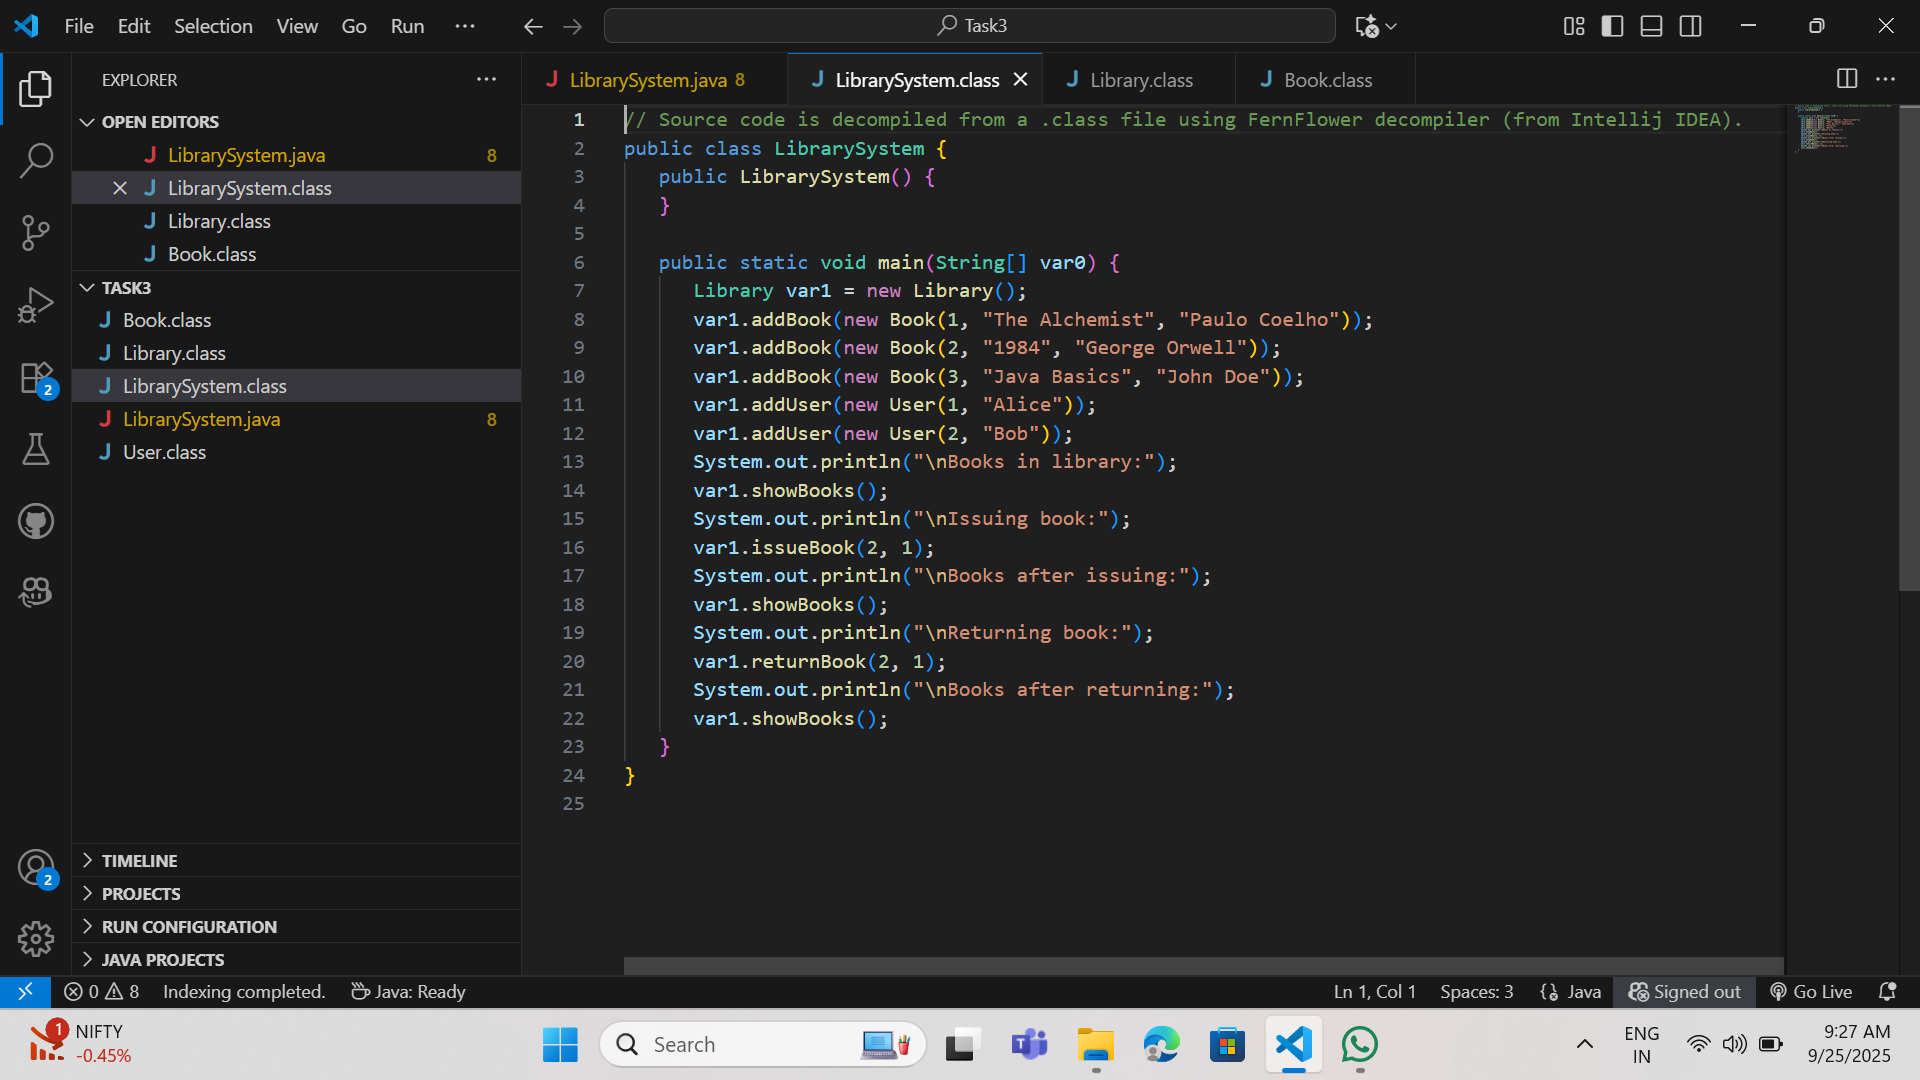 File Edit Selection View Go Run ···
Task3
EXPLORER
OPEN EDITORS
LibrarySystem.java 8
LibrarySystem.class
Library.class
Book.class
TASK3
Book.class
Library.class
LibrarySystem.class
LibrarySystem.java 8
User.class
2
2
TIMELINE
PROJECTS
RUN CONFIGURATION
JAVA PROJECTS
LibrarySystem.java 8 LibrarySystem.class Library.class Book.class
1 // Source code is decompiled from a .class file using FernFlower decompiler (from Intellij IDEA).
2 public class LibrarySystem {
3    public LibrarySystem() {
4    }
5
6    public static void main(String[] var0) {
7       Library var1 = new Library();
8       var1.addBook(new Book(1, "The Alchemist", "Paulo Coelho"));
9       var1.addBook(new Book(2, "1984", "George Orwell"));
10       var1.addBook(new Book(3, "Java Basics", "John Doe"));
11       var1.addUser(new User(1, "Alice"));
12       var1.addUser(new User(2, "Bob"));
13       System.out.println("\nBooks in library:");
14       var1.showBooks();
15       System.out.println("\nIssuing book:");
16       var1.issueBook(2, 1);
17       System.out.println("\nBooks after issuing:");
18       var1.showBooks();
19       System.out.println("\nReturning book:");
20       var1.returnBook(2, 1);
21       System.out.println("\nBooks after returning:");
22       var1.showBooks();
23    }
24 }
25
0 8 Indexing completed. Java: Ready Ln 1, Col 1 Spaces: 3 {} Java Signed out Go Live
1 NIFTY
-0.45%
Search
ENG
IN
9:27 AM
9/25/2025